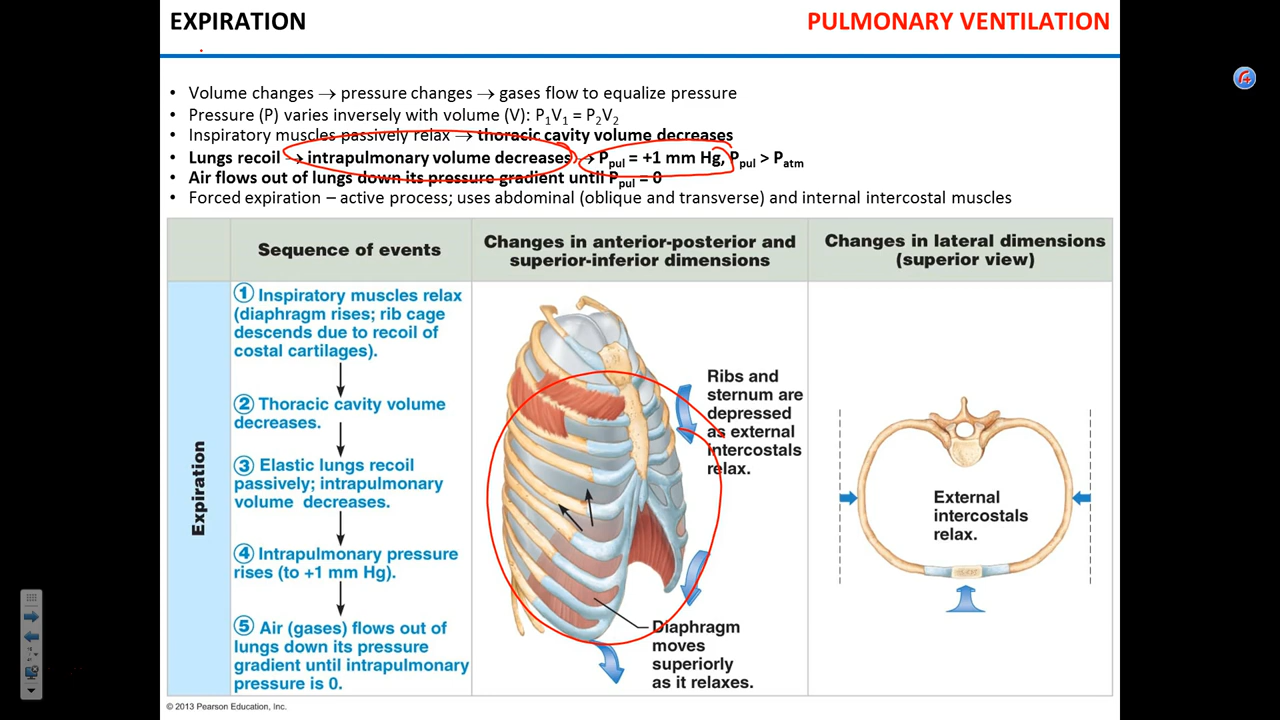 EXPIRATION
PULMONARY VENTILATION
• Volume changes → pressure changes → gases flow to equalize pressure
• Pressure (P) varies inversely with volume (V): P₁V₁ = P₂V₂
• Inspiratory muscles passively relax → thoracic cavity volume decreases
• Lungs recoil → intrapulmonary volume decreases → Ppul = +1 mm Hg, Ppul > Patm
• Air flows out of lungs down its pressure gradient until Ppul = 0
• Forced expiration – active process; uses abdominal (oblique and transverse) and internal intercostal muscles
Sequence of events
Changes in anterior-posterior and
superior-inferior dimensions
Changes in lateral dimensions
(superior view)
Expiration
① Inspiratory muscles relax
(diaphragm rises; rib cage
descends due to recoil of
costal cartilages).
② Thoracic cavity volume
decreases.
③ Elastic lungs recoil
passively; intrapulmonary
volume decreases.
④ Intrapulmonary pressure
rises (to +1 mm Hg).
⑤ Air (gases) flows out of
lungs down its pressure
gradient until intrapulmonary
pressure is 0.
Ribs and
sternum are
depressed
as external
intercostals
relax.
Diaphragm
moves
superiorly
as it relaxes.
External
intercostals
relax.
© 2013 Pearson Education, Inc.